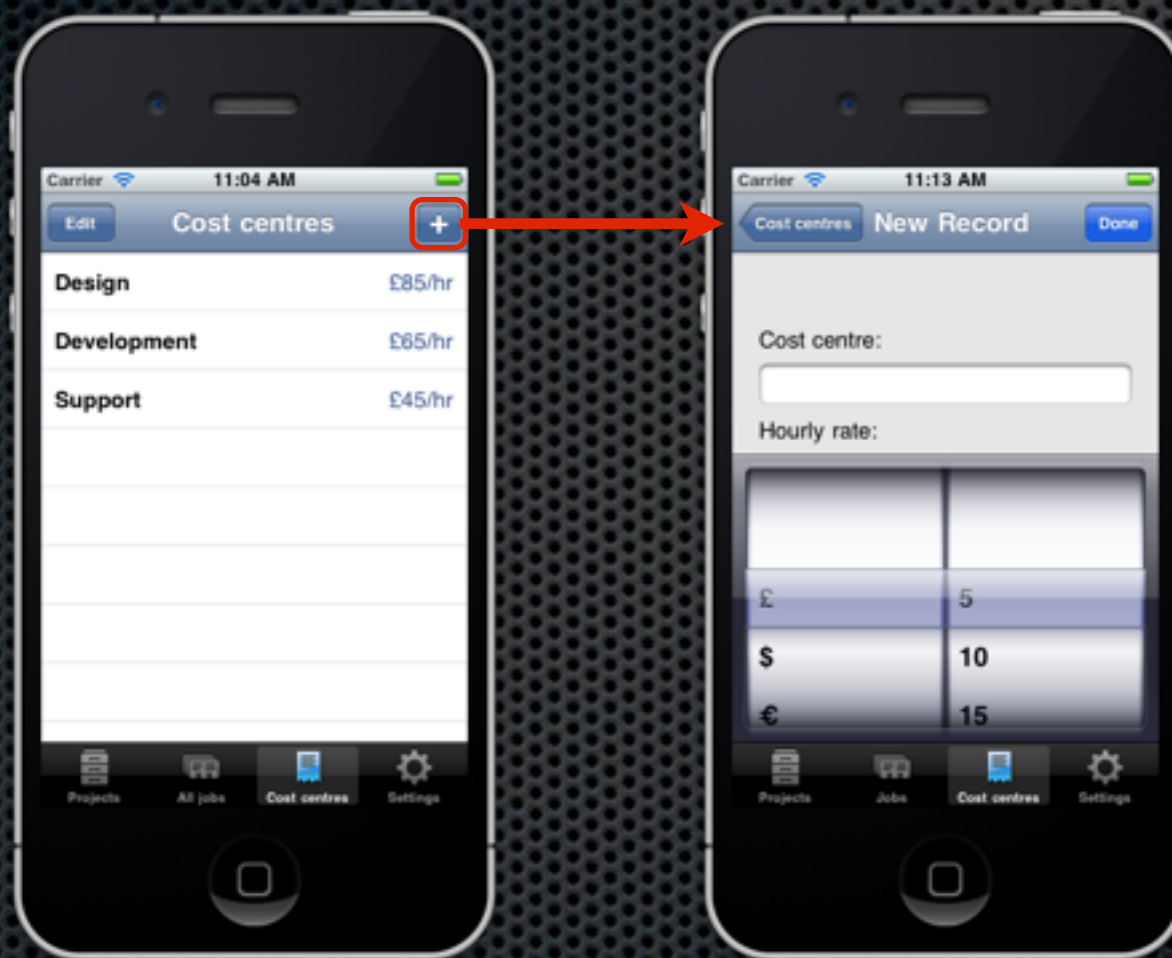 Carrier 11:04 AM
Edit Cost centres +
Design £85/hr
Development £65/hr
Support £45/hr
Projects All jobs Cost centres Settings
Carrier 11:13 AM
Cost centres New Record Done
Cost centre:
Hourly rate:
£ 5
$ 10
€ 15
Projects Jobs Cost centres Settings